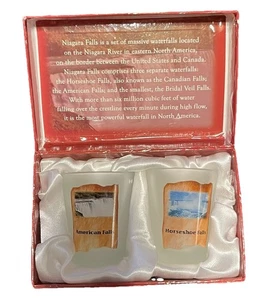 Niagara Falls is a set of massive waterfalls located
on the Niagara River in eastern North America,
on the border between the United States and Canada.
Niagara Falls comprises three separate waterfalls:
the Horseshoe Falls, also known as the Canadian Falls;
the American Falls; and the smallest, the Bridal Veil Falls.
With more than six million cubic feet of water
falling over the crestline every minute during high flow,
it is the most powerful waterfall in North America.
American Falls
Horseshoe Falls